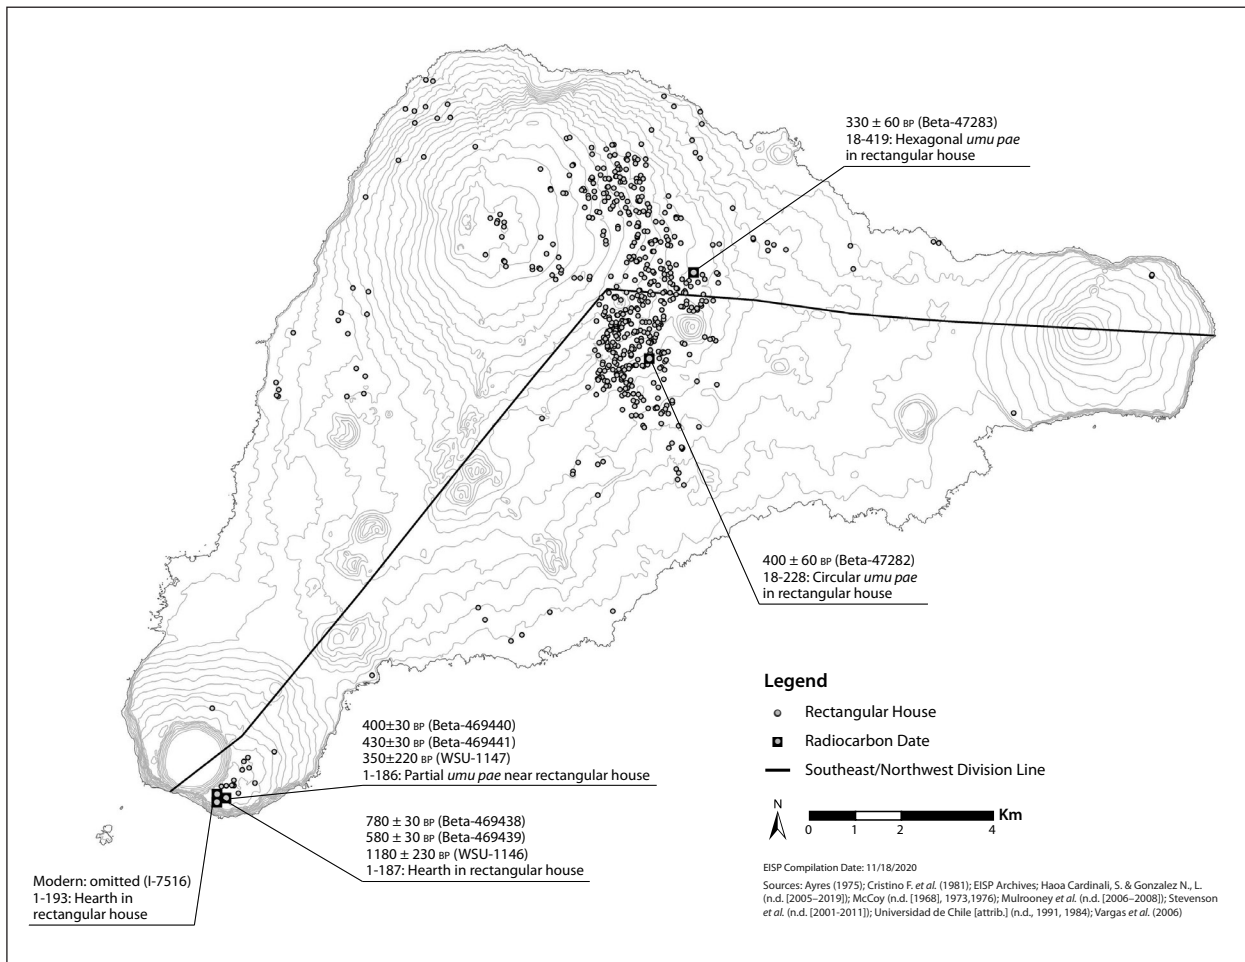 330 ± 60 BP (Beta-47283)
18-419: Hexagonal umu pae
in rectangular house
400 ± 60 BP (Beta-47282)
18-228: Circular umu pae
in rectangular house
400±30 BP (Beta-469440)
430±30 BP (Beta-469441)
350±220 BP (WSU-1147)
1-186: Partial umu pae near rectangular house
780 ± 30 BP (Beta-469438)
580 ± 30 BP (Beta-469439)
1180 ± 230 BP (WSU-1146)
1-187: Hearth in rectangular house
Modern: omitted (I-7516)
1-193: Hearth in
rectangular house
Legend
Rectangular House
Radiocarbon Date
Southeast/Northwest Division Line
N
Km
0 1 2 4
EISP Compilation Date: 11/18/2020
Sources: Ayres (1975); Cristino F. et al. (1981); EISP Archives; Haoa Cardinali, S. & Gonzalez N., L.
(n.d. [2005–2019]); McCoy (n.d. [1968], 1973,1976); Mulrooney et al. (n.d. [2006–2008]); Stevenson
et al. (n.d. [2001-2011]); Universidad de Chile [attrib.] (n.d., 1991, 1984); Vargas et al. (2006)